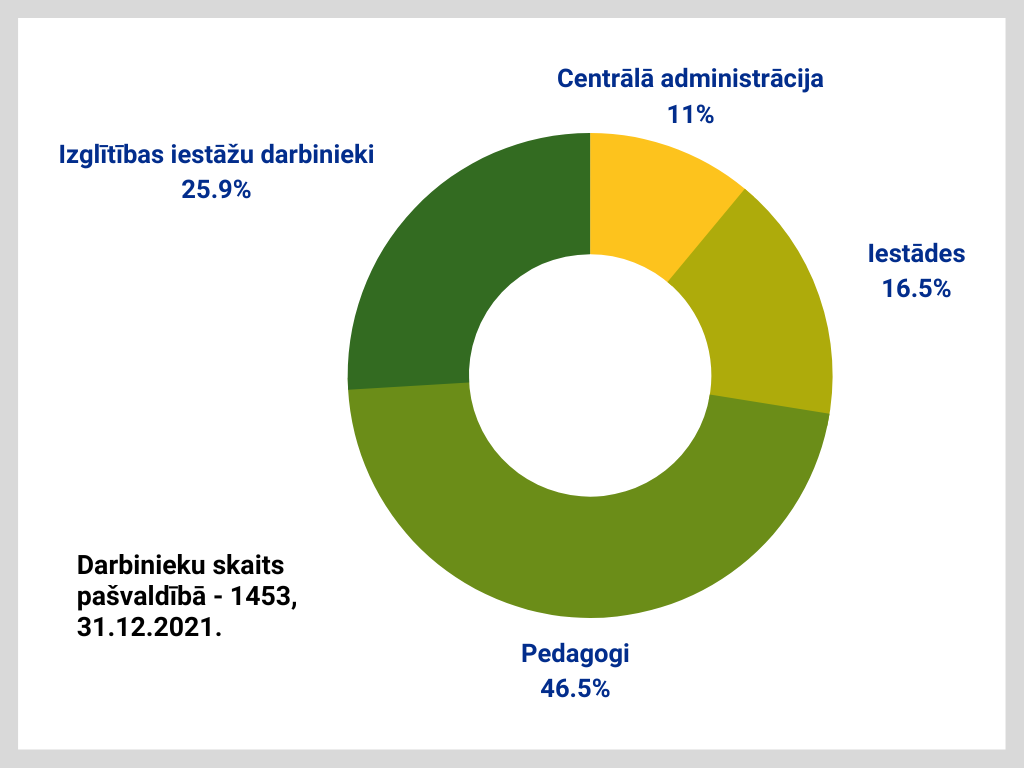 Centrālā administrācija
11%
Izglītības iestāžu darbinieki
25.9%
Iestādes
16.5%
Darbinieku skaits
pašvaldībā - 1453,
31.12.2021.
Pedagogi
46.5%